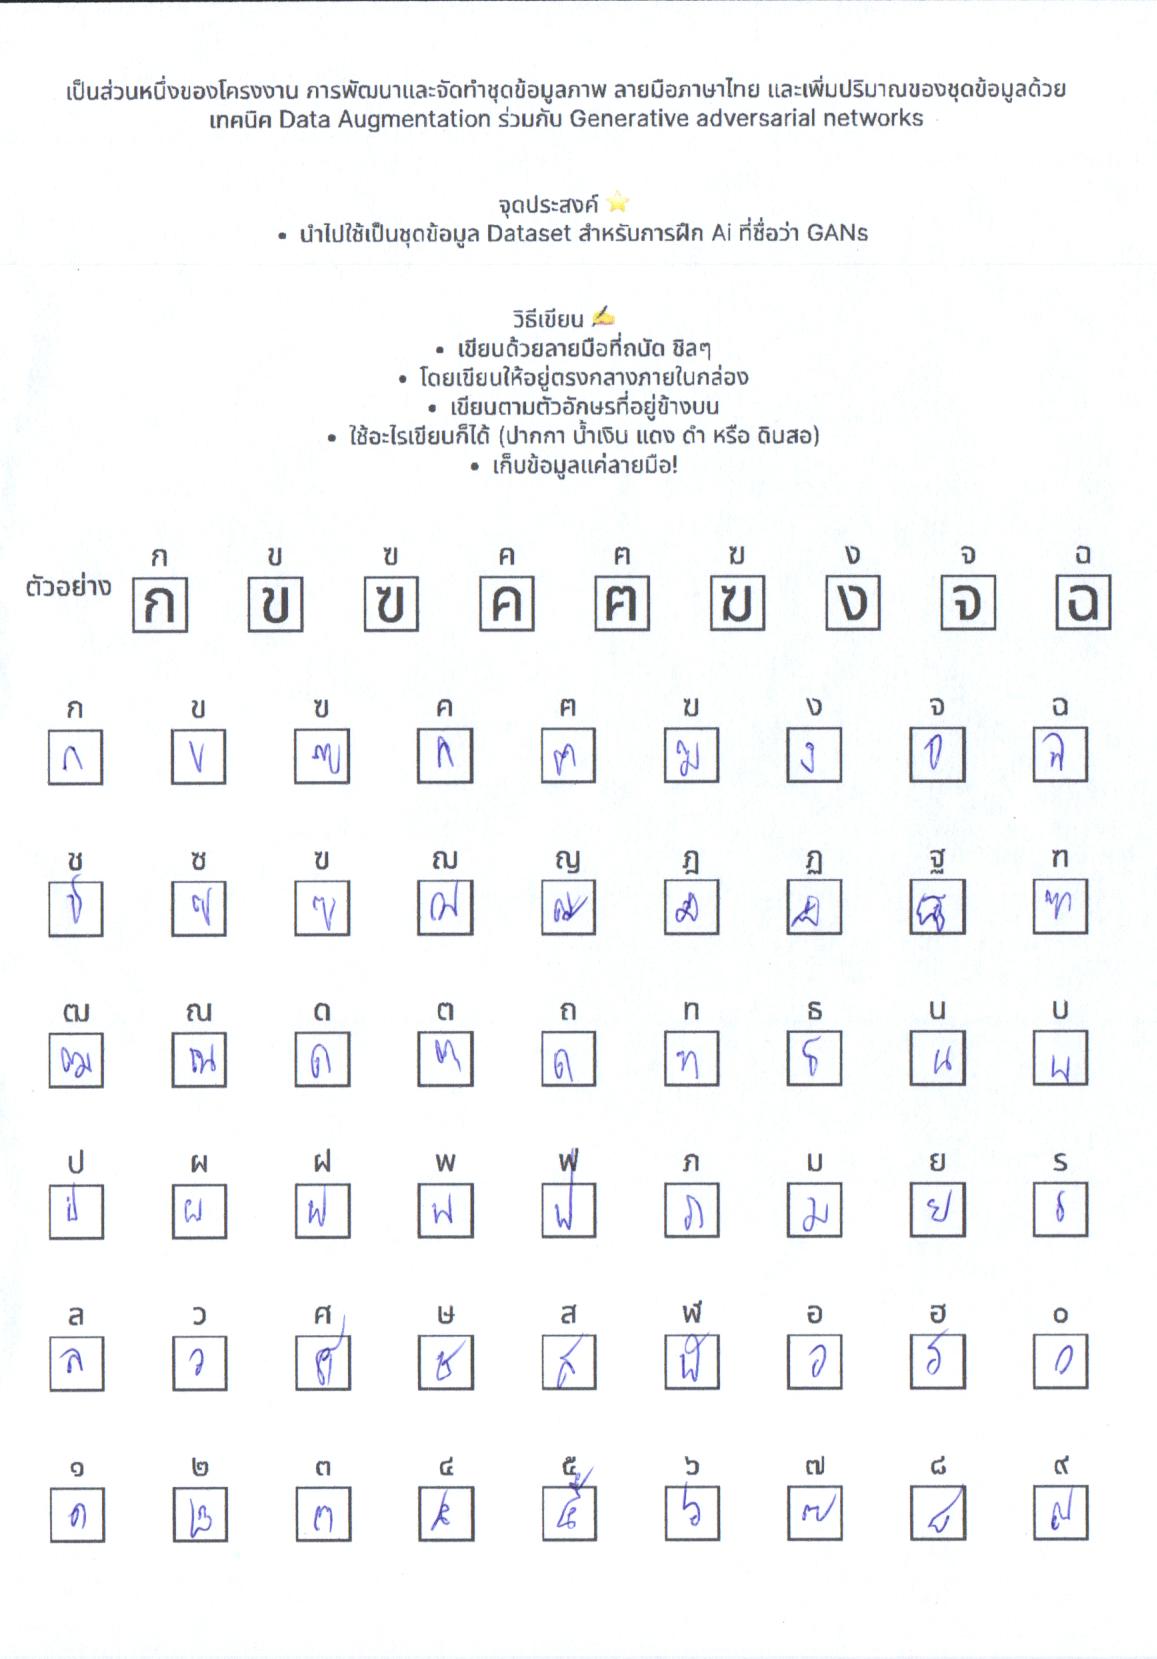 เป็นส่วนหนึ่งของโครงงาน การพัฒนาและจัดทำชุดข้อมูลภาพ ลายมือภาษาไทย และเพิ่มปริมาณของชุดข้อมูลด้วย
เทคนิค Data Augmentation ร่วมกับ Generative adversarial networks
จุดประสงค์ ⭐
• นำไปใช้เป็นชุดข้อมูล Dataset สำหรับการฝึก Ai ที่ชื่อว่า GANs
วิธีเขียน ✍
• เขียนด้วยลายมือที่ถนัด ชิลๆ
• โดยเขียนให้อยู่ตรงกลางภายในกล่อง
• เขียนตามตัวอักษรที่อยู่ข้างบน
• ใช้อะไรเขียนก็ได้ (ปากกา น้ำเงิน แดง ดำ หรือ ดินสอ)
• เก็บข้อมูลแค่ลายมือ!
ก ข ฃ ค ฅ ฆ ง จ ฉ
ตัวอย่าง ก ข ฃ ค ฅ ฆ ง จ ฉ
ก ข ฃ ค ฅ ฆ ง จ ฉ
ก ข ฃ ค ฅ ฆ ง จ ฉ
ช ซ ฃ ฌ ญ ฎ ฏ ฐ ฑ
ช ซ ฃ ฌ ญ ฎ ฏ ฐ ฑ
ฒ ณ ด ต ถ ท ธ น บ
ฒ ณ ด ต ถ ท ธ น บ
ป ผ ฝ พ ฟ ภ ม ย ร
ป ผ ฝ พ ฟ ภ ม ย ร
ล ว ศ ษ ส ฬ อ ฮ ๐
ล ว ศ ษ ส ฬ อ ฮ ๐
๑ ๒ ๓ ๔ ๕ ๖ ๗ ๘ ๙
๑ ๒ ๓ ๔ ๕ ๖ ๗ ๘ ๙